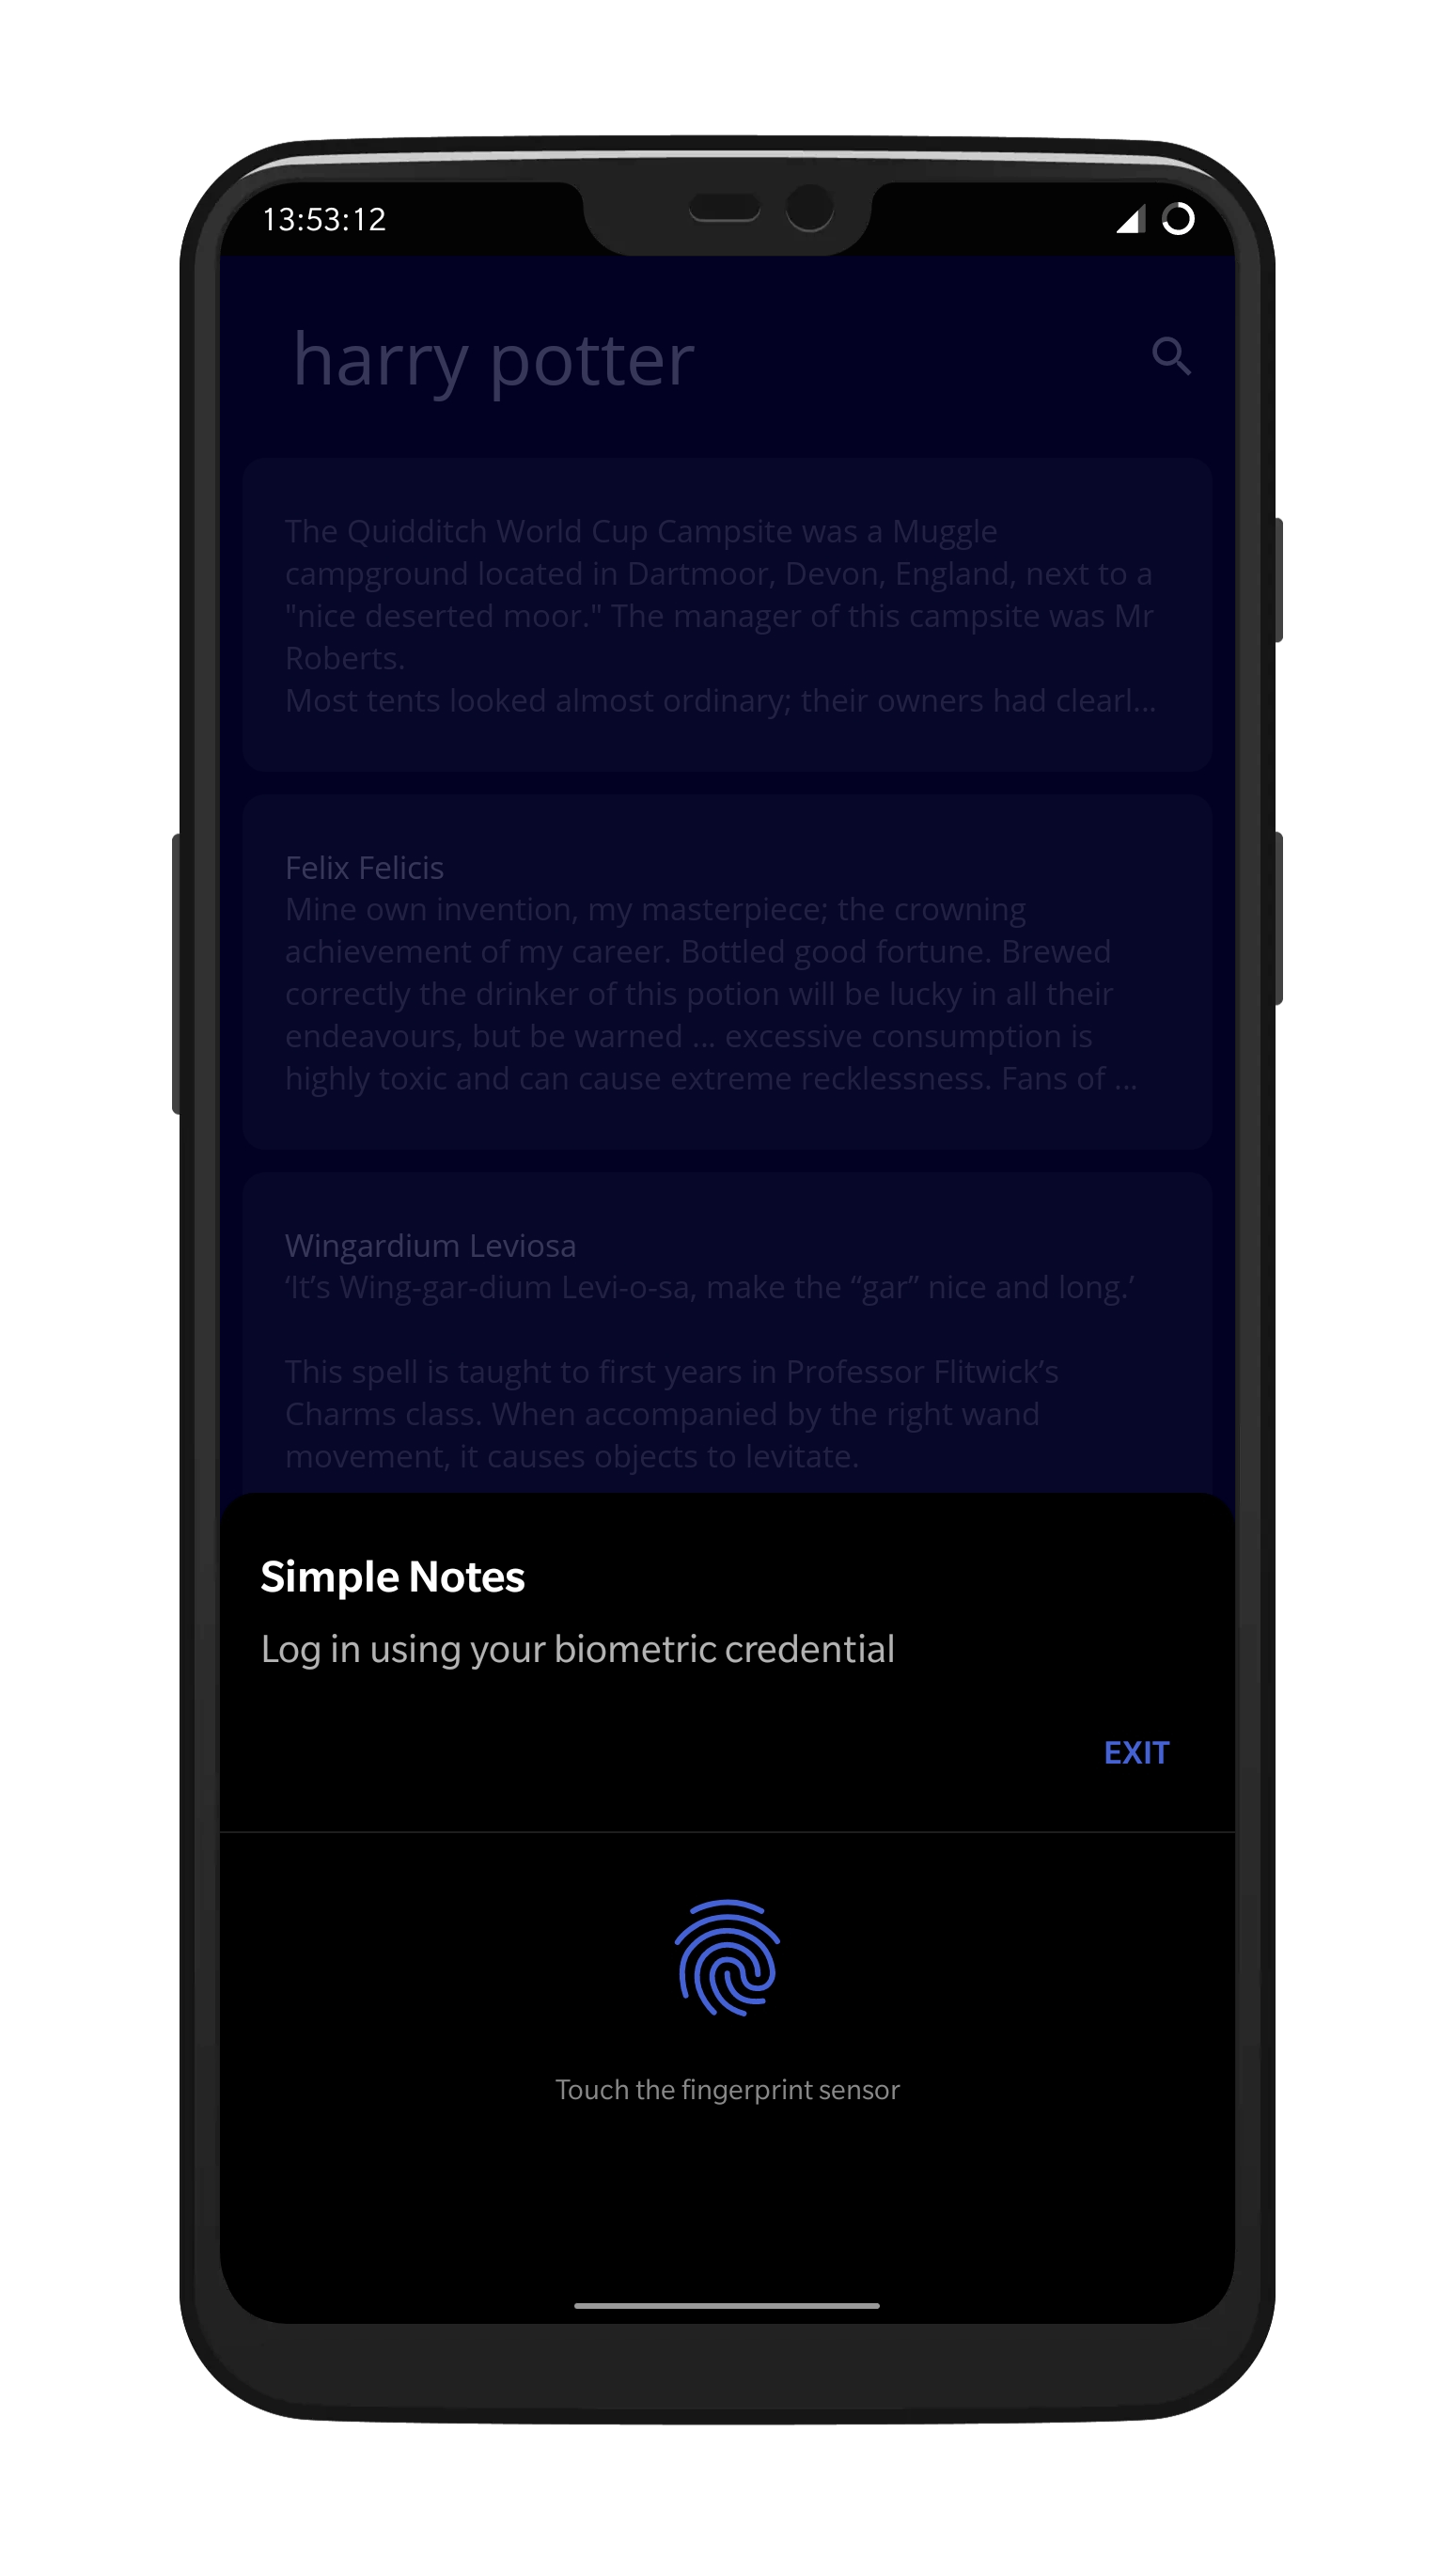 13:53:12
harry potter
The Quidditch World Cup Campsite was a Muggle
campground located in Dartmoor, Devon, England, next to a
"nice deserted moor." The manager of this campsite was Mr
Roberts.
Most tents looked almost ordinary; their owners had clearl...
Felix Felicis
Mine own invention, my masterpiece; the crowning
achievement of my career. Bottled good fortune. Brewed
correctly the drinker of this potion will be lucky in all their
endeavours, but be warned ... excessive consumption is
highly toxic and can cause extreme recklessness. Fans of ...
Wingardium Leviosa
‘It’s Wing-gar-dium Levi-o-sa, make the “gar” nice and long.’
This spell is taught to first years in Professor Flitwick’s
Charms class. When accompanied by the right wand
movement, it causes objects to levitate.
Simple Notes
Log in using your biometric credential
EXIT
Touch the fingerprint sensor